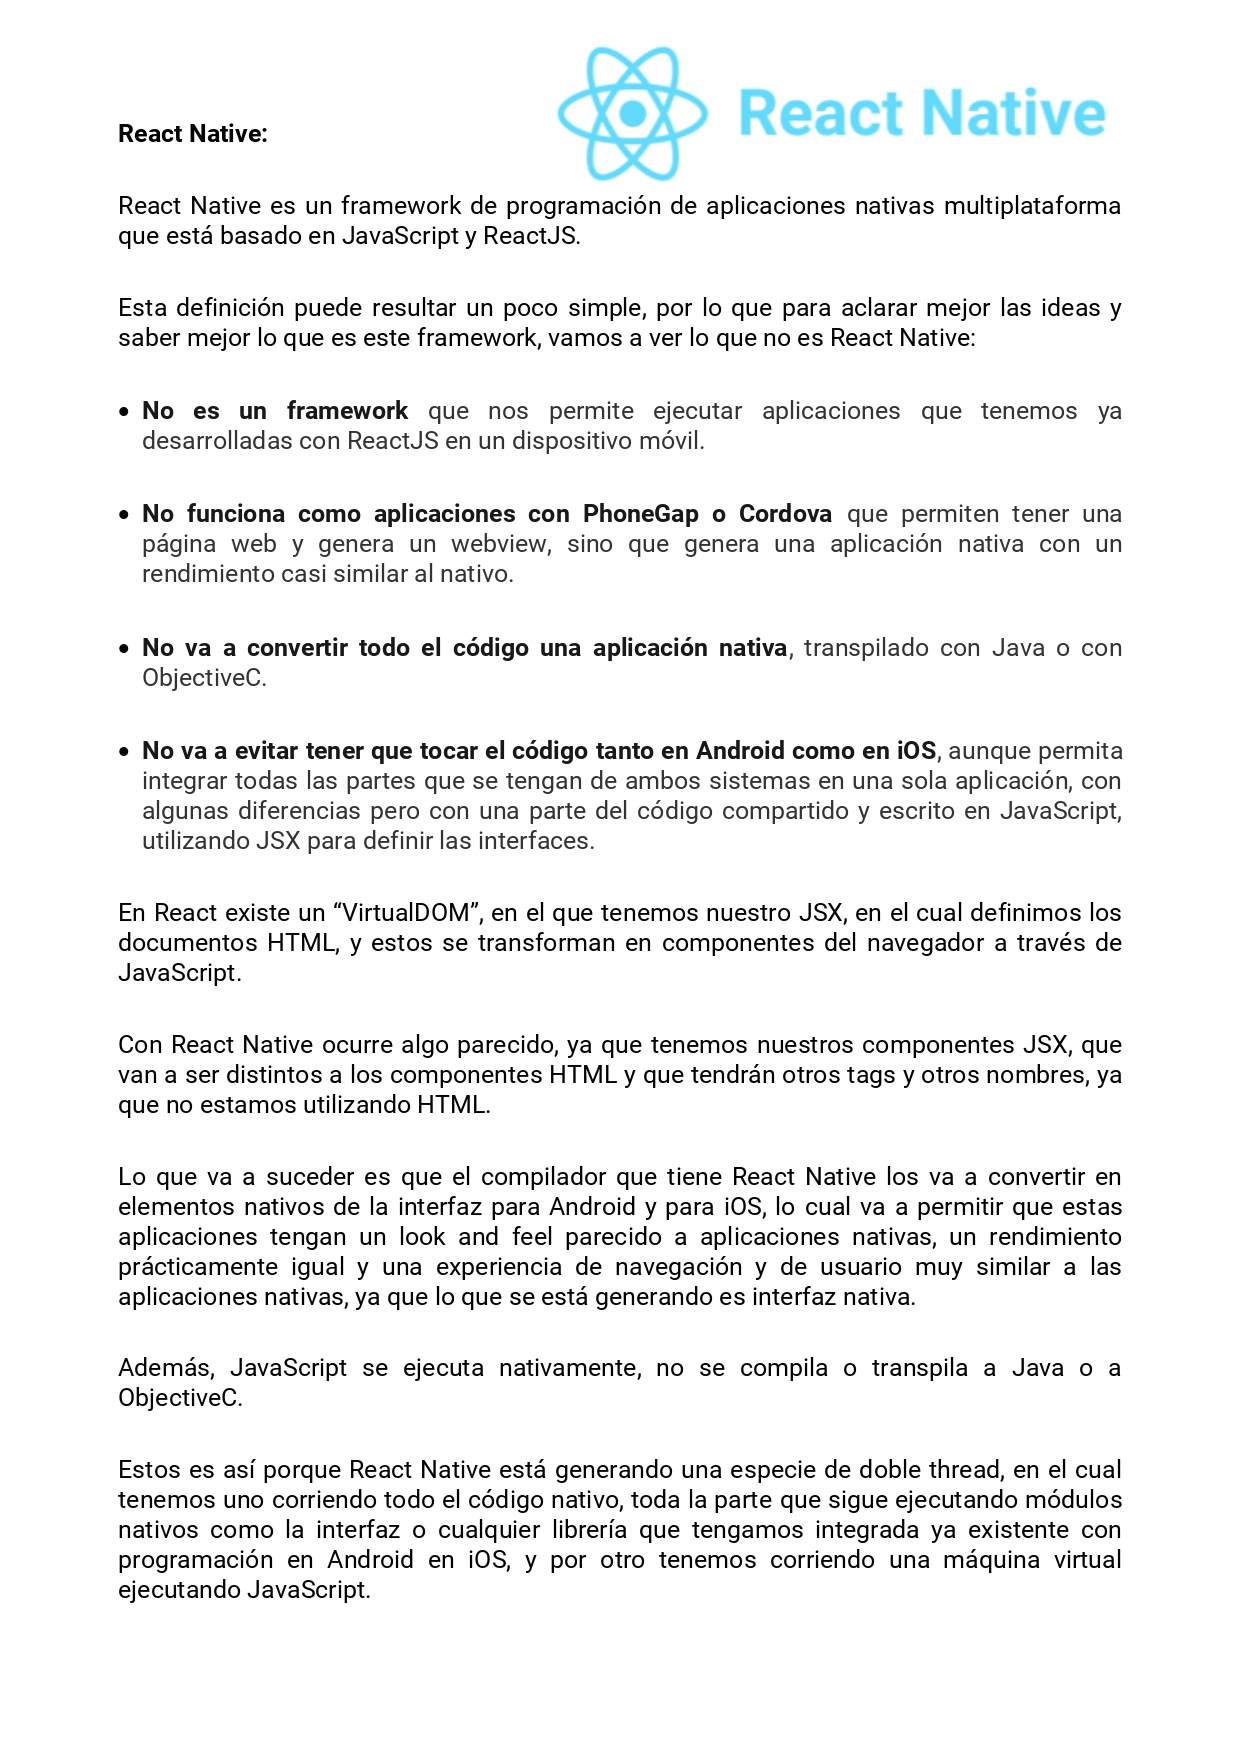 React Native
React Native:
React Native es un framework de programación de aplicaciones nativas multiplataforma
que está basado en JavaScript y ReactJS.
Esta definición puede resultar un poco simple, por lo que para aclarar mejor las ideas y
saber mejor lo que es este framework, vamos a ver lo que no es React Native:
• No es un framework que nos permite ejecutar aplicaciones que tenemos ya
desarrolladas con ReactJS en un dispositivo móvil.
• No funciona como aplicaciones con PhoneGap o Cordova que permiten tener una
página web y genera un webview, sino que genera una aplicación nativa con un
rendimiento casi similar al nativo.
• No va a convertir todo el código una aplicación nativa, transpilado con Java o con
ObjectiveC.
• No va a evitar tener que tocar el código tanto en Android como en iOS, aunque permita
integrar todas las partes que se tengan de ambos sistemas en una sola aplicación, con
algunas diferencias pero con una parte del código compartido y escrito en JavaScript,
utilizando JSX para definir las interfaces.
En React existe un “VirtualDOM”, en el que tenemos nuestro JSX, en el cual definimos los
documentos HTML, y estos se transforman en componentes del navegador a través de
JavaScript.
Con React Native ocurre algo parecido, ya que tenemos nuestros componentes JSX, que
van a ser distintos a los componentes HTML y que tendrán otros tags y otros nombres, ya
que no estamos utilizando HTML.
Lo que va a suceder es que el compilador que tiene React Native los va a convertir en
elementos nativos de la interfaz para Android y para iOS, lo cual va a permitir que estas
aplicaciones tengan un look and feel parecido a aplicaciones nativas, un rendimiento
prácticamente igual y una experiencia de navegación y de usuario muy similar a las
aplicaciones nativas, ya que lo que se está generando es interfaz nativa.
Además, JavaScript se ejecuta nativamente, no se compila o transpila a Java o a
ObjectiveC.
Estos es así porque React Native está generando una especie de doble thread, en el cual
tenemos uno corriendo todo el código nativo, toda la parte que sigue ejecutando módulos
nativos como la interfaz o cualquier librería que tengamos integrada ya existente con
programación en Android en iOS, y por otro tenemos corriendo una máquina virtual
ejecutando JavaScript.